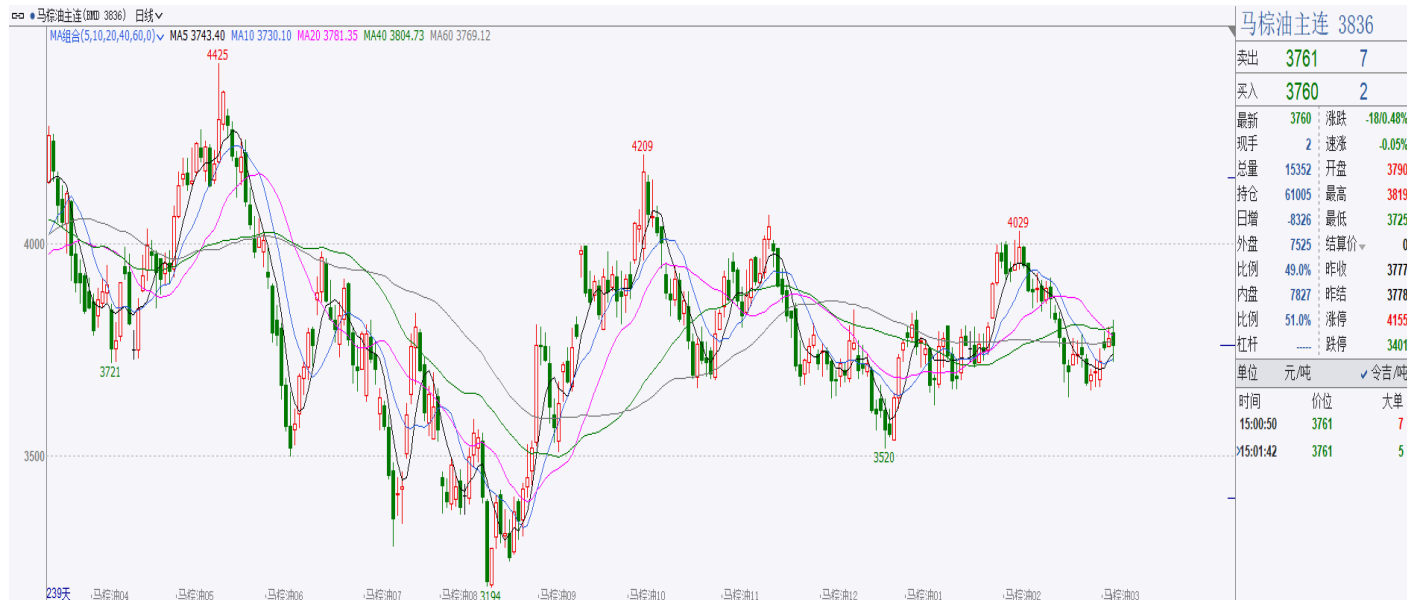 马棕油主连(BMD 3836) 日线
MA组合(5,10,20,40,60,0) MA5 3743.40 MA10 3730.10 MA20 3781.35 MA40 3804.73 MA60 3769.12
4425
4209
4029
4000
3721
3520
3500
3194
239天 马棕油04 马棕油05 马棕油06 马棕油07 马棕油08 马棕油09 马棕油10 马棕油11 马棕油12 马棕油01 马棕油02 马棕油03
马棕油主连 3836
卖出 3761 7
买入 3760 2
最新 3760 涨跌 -18/0.48%
现手 2 速涨 -0.05%
总量 15352 开盘 3790
持仓 61005 最高 3819
日增 -8326 最低 3725
外盘 7525 结算价 0
比例 49.0% 昨收 3777
内盘 7827 昨结 3778
比例 51.0% 涨停 4155
杠杆 ----- 跌停 3401
单位 元/吨 ✓令吉/吨
时间 价位 大单
15:00:50 3761 7
15:01:42 3761 5